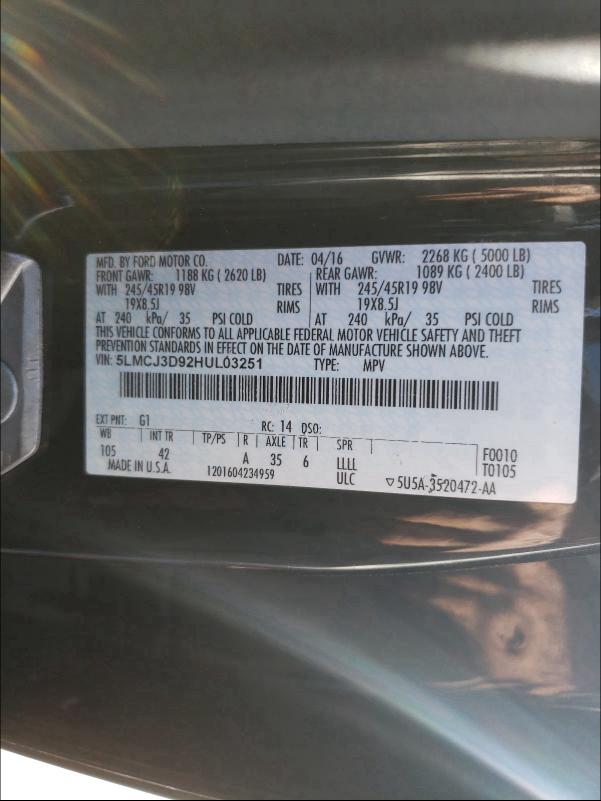 MFD. BY FORD MOTOR CO. DATE: 04/16 GVWR: 2268 KG ( 5000 LB)
FRONT GAWR: 1188 KG ( 2620 LB) REAR GAWR: 1089 KG ( 2400 LB)
WITH 245/45R19 98V TIRES WITH 245/45R19 98V TIRES
19X8.5J RIMS 19X8.5J RIMS
AT 240 kPa/ 35 PSI COLD AT 240 kPa/ 35 PSI COLD
THIS VEHICLE CONFORMS TO ALL APPLICABLE FEDERAL MOTOR VEHICLE SAFETY AND THEFT
PREVENTION STANDARDS IN EFFECT ON THE DATE OF MANUFACTURE SHOWN ABOVE.
VIN: 5LMCJ3D92HUL03251 TYPE: MPV
EXT PNT: G1 RC: 14 DSO:
WB INT TR TP/PS R AXLE TR SPR F0010
105 42 A 35 6 LLLL T0105
MADE IN U.S.A. 1201604234959 ULC ▽5U5A-3520472-AA